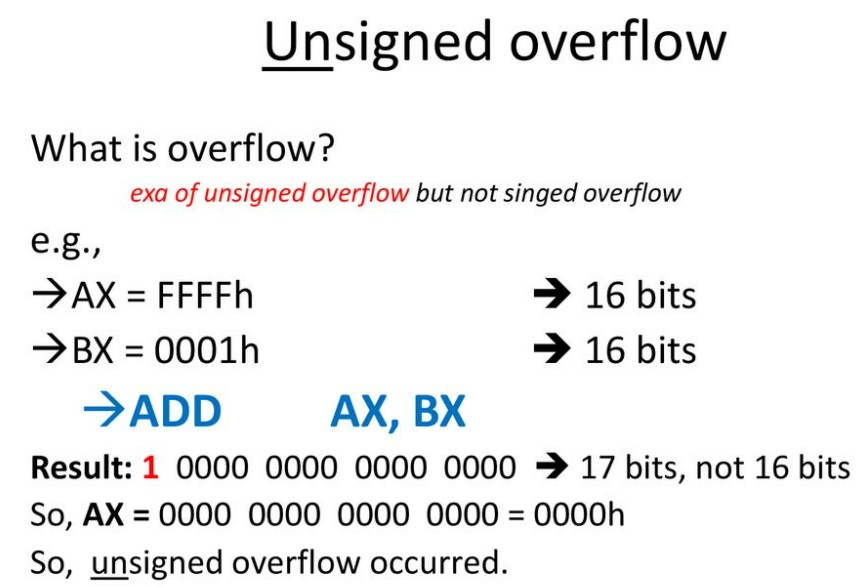 Unsigned overflow
What is overflow?
exa of unsigned overflow but not singed overflow
e.g.,
→AX = FFFFh ➔ 16 bits
→BX = 0001h ➔ 16 bits
→ADD AX, BX
Result: 1 0000 0000 0000 0000 ➔ 17 bits, not 16 bits
So, AX = 0000 0000 0000 0000 = 0000h
So, unsigned overflow occurred.